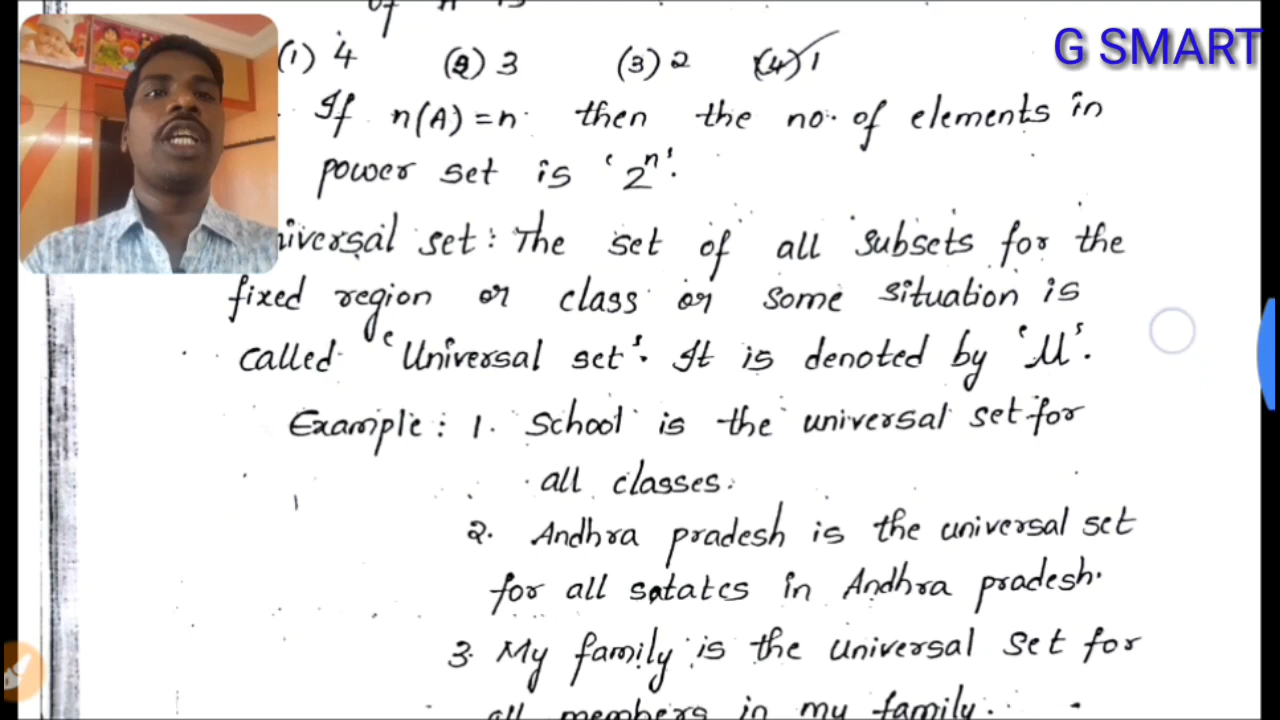 of n is
G SMART
(1) 4 (2) 3 (3) 2 (4) 1
If n(A) = n then the no. of elements in
power set is '2ⁿ'.
niversal set: The set of all subsets for the
fixed region or class or some situation is
called 'Universal set'. It is denoted by 'μ'.
Example: 1. School is the universal set for
all classes.
2. Andhra pradesh is the universal set
for all satates in Andhra pradesh.
3. My family is the universal set for
all members in my family.